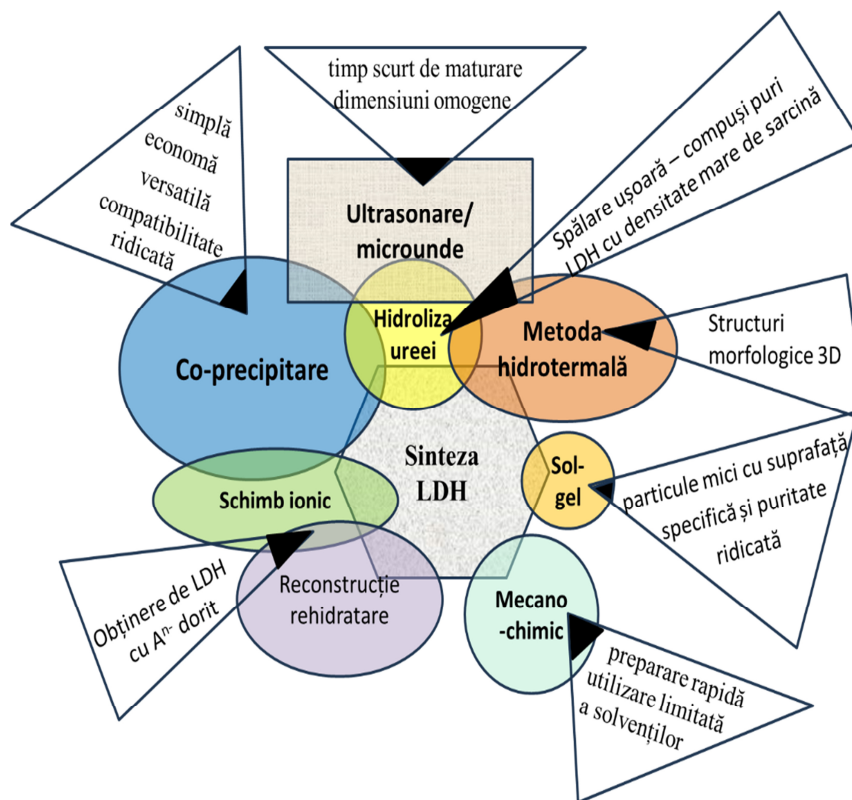 timp scurt de maturare
dimensiuni omogene
simplă
economă
versatilă
compatibilitate
ridicată
Spălare ușoară – compuși puri
LDH cu densitate mare de sarcină
Ultrasonare/
microunde
Hidroliza
ureei
Metoda
hidrotermală
Structuri
morfologice 3D
Co-precipitare
Sinteza
LDH
Sol-
gel
particule mici cu suprafață
specifică și puritate
ridicată
Schimb ionic
Reconstrucție
rehidratare
Obținere de LDH
cu Aⁿ⁻ dorit
Mecano
-chimic
preparare rapidă
utilizare limitată
a solvenților